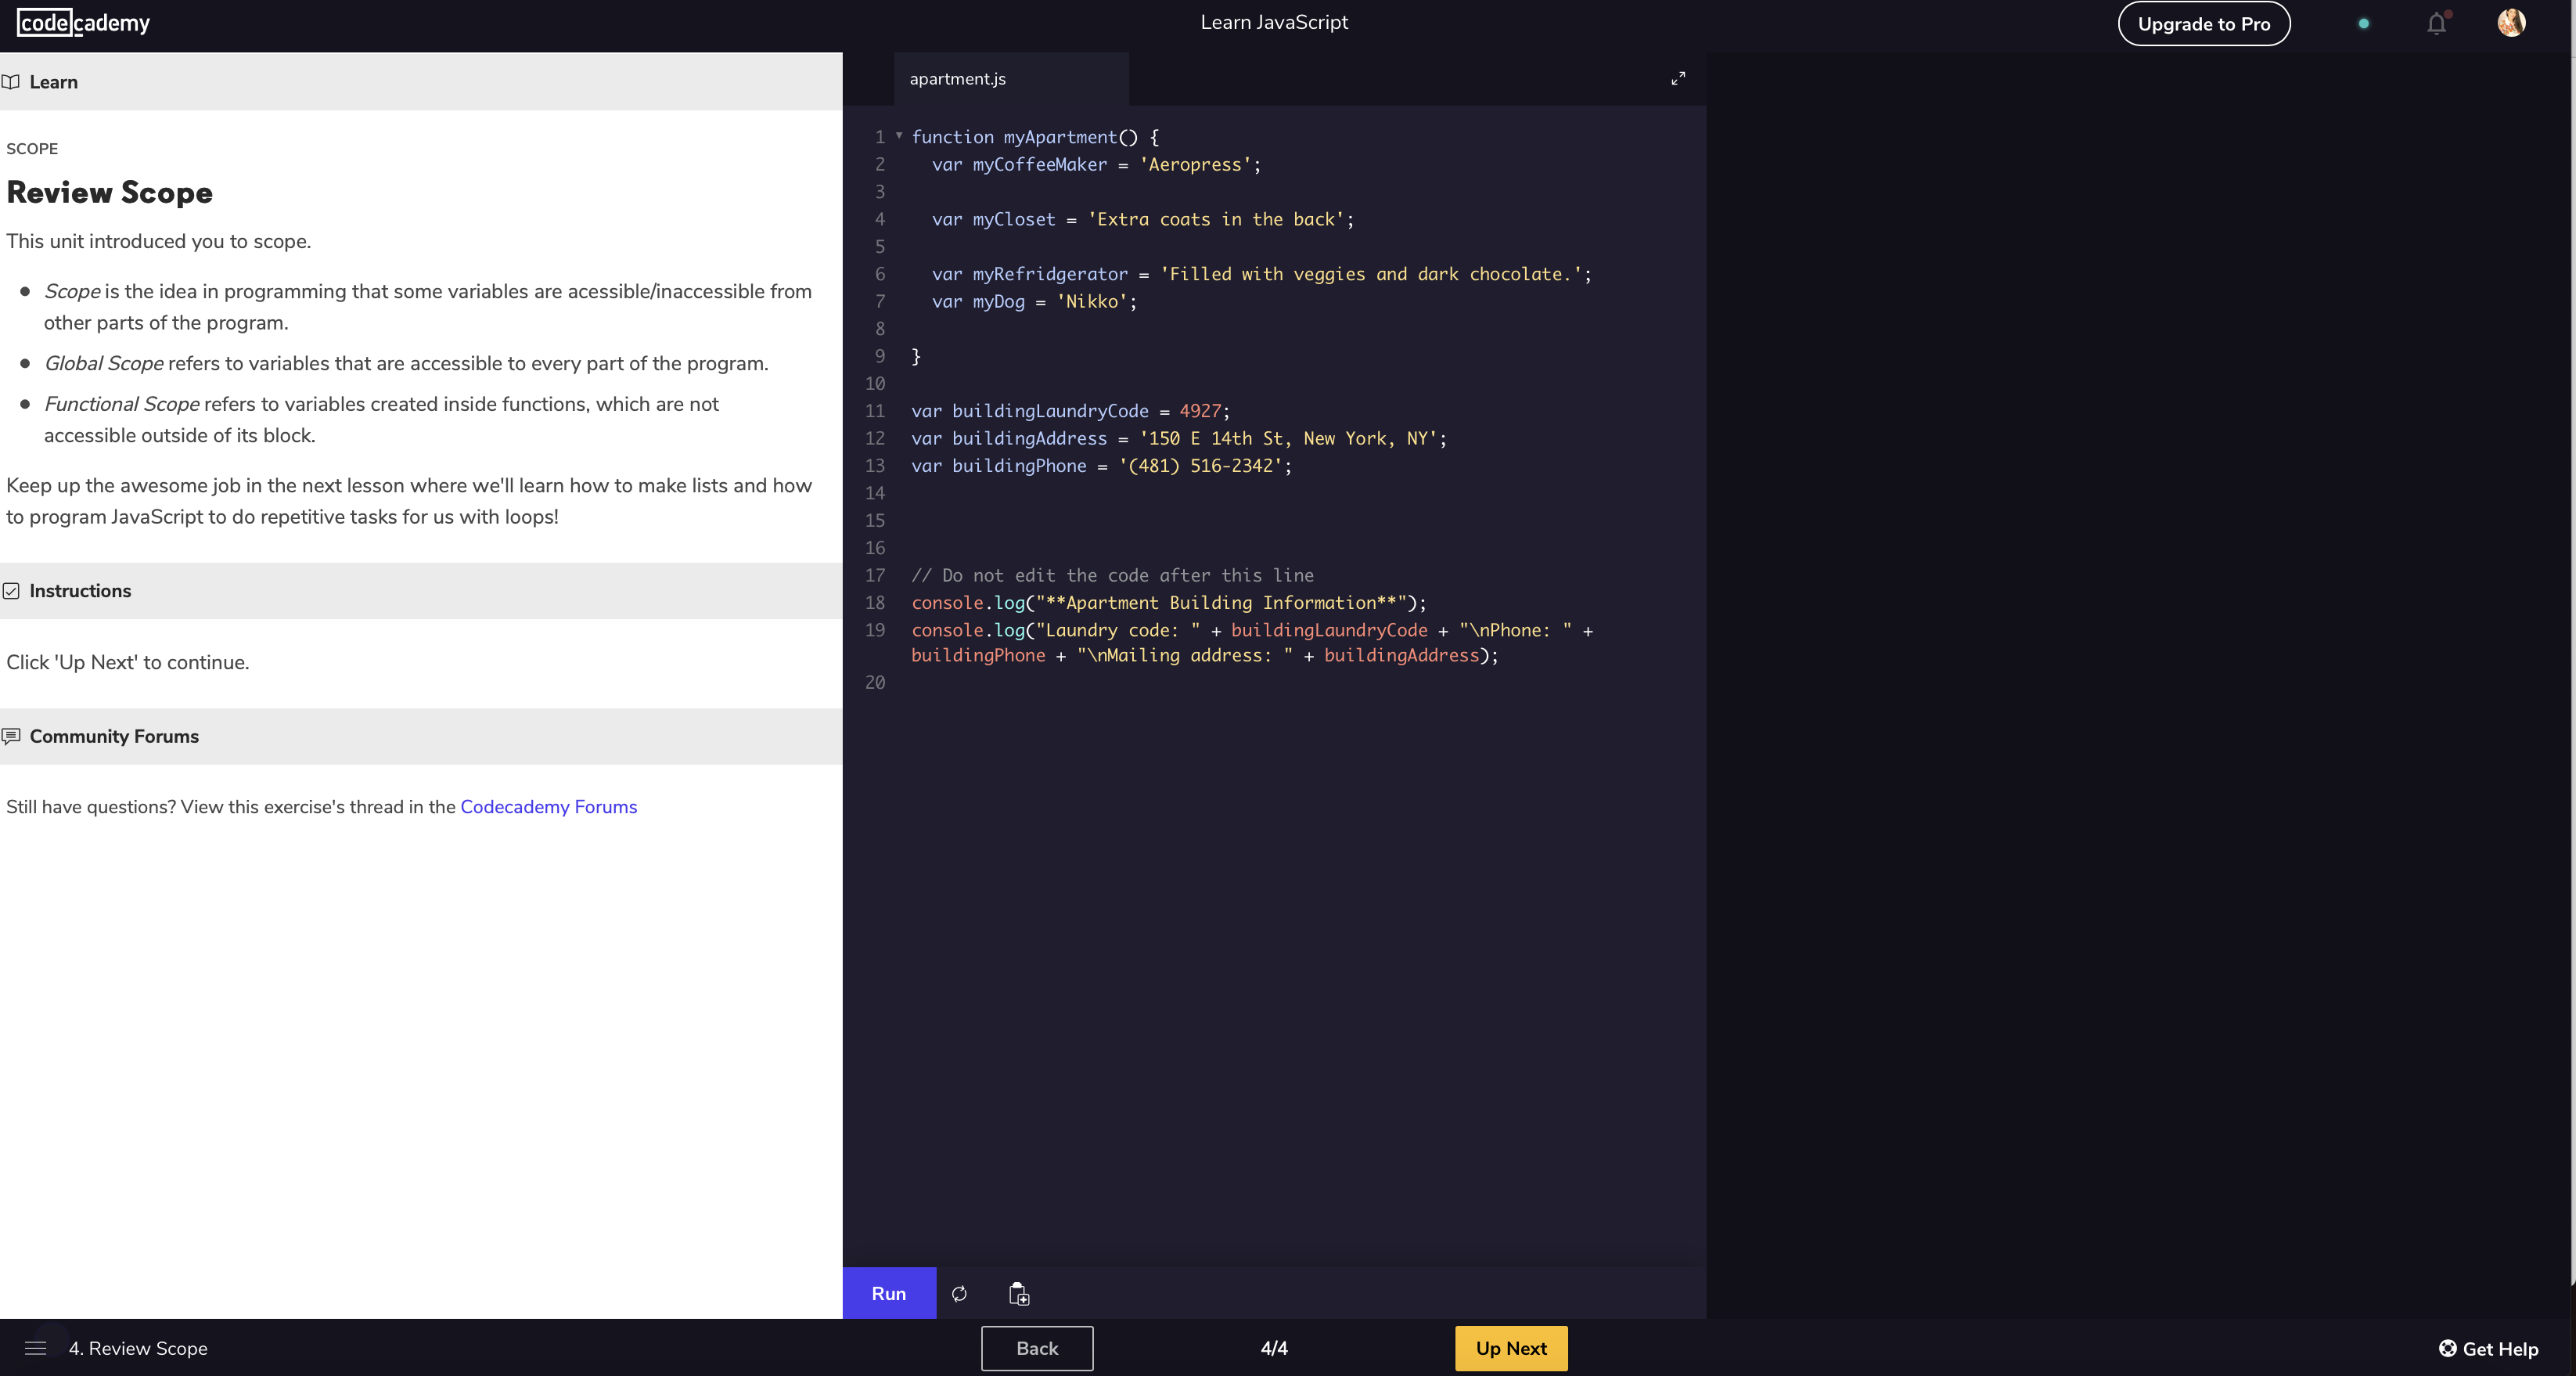 codecademy
Learn JavaScript
Upgrade to Pro
Learn
SCOPE
Review Scope
This unit introduced you to scope.
Scope is the idea in programming that some variables are acessible/inaccessible from
other parts of the program.
Global Scope refers to variables that are accessible to every part of the program.
Functional Scope refers to variables created inside functions, which are not
accessible outside of its block.
Keep up the awesome job in the next lesson where we'll learn how to make lists and how
to program JavaScript to do repetitive tasks for us with loops!
Instructions
Click 'Up Next' to continue.
Community Forums
Still have questions? View this exercise's thread in the Codecademy Forums
apartment.js
1 function myApartment() {
2 var myCoffeeMaker = 'Aeropress';
3
4 var myCloset = 'Extra coats in the back';
5
6 var myRefridgerator = 'Filled with veggies and dark chocolate.';
7 var myDog = 'Nikko';
8
9 }
10
11 var buildingLaundryCode = 4927;
12 var buildingAddress = '150 E 14th St, New York, NY';
13 var buildingPhone = '(481) 516-2342';
14
15
16
17 // Do not edit the code after this line
18 console.log("**Apartment Building Information**");
19 console.log("Laundry code: " + buildingLaundryCode + "\nPhone: " +
buildingPhone + "\nMailing address: " + buildingAddress);
20
Run
4. Review Scope
Back
4/4
Up Next
Get Help